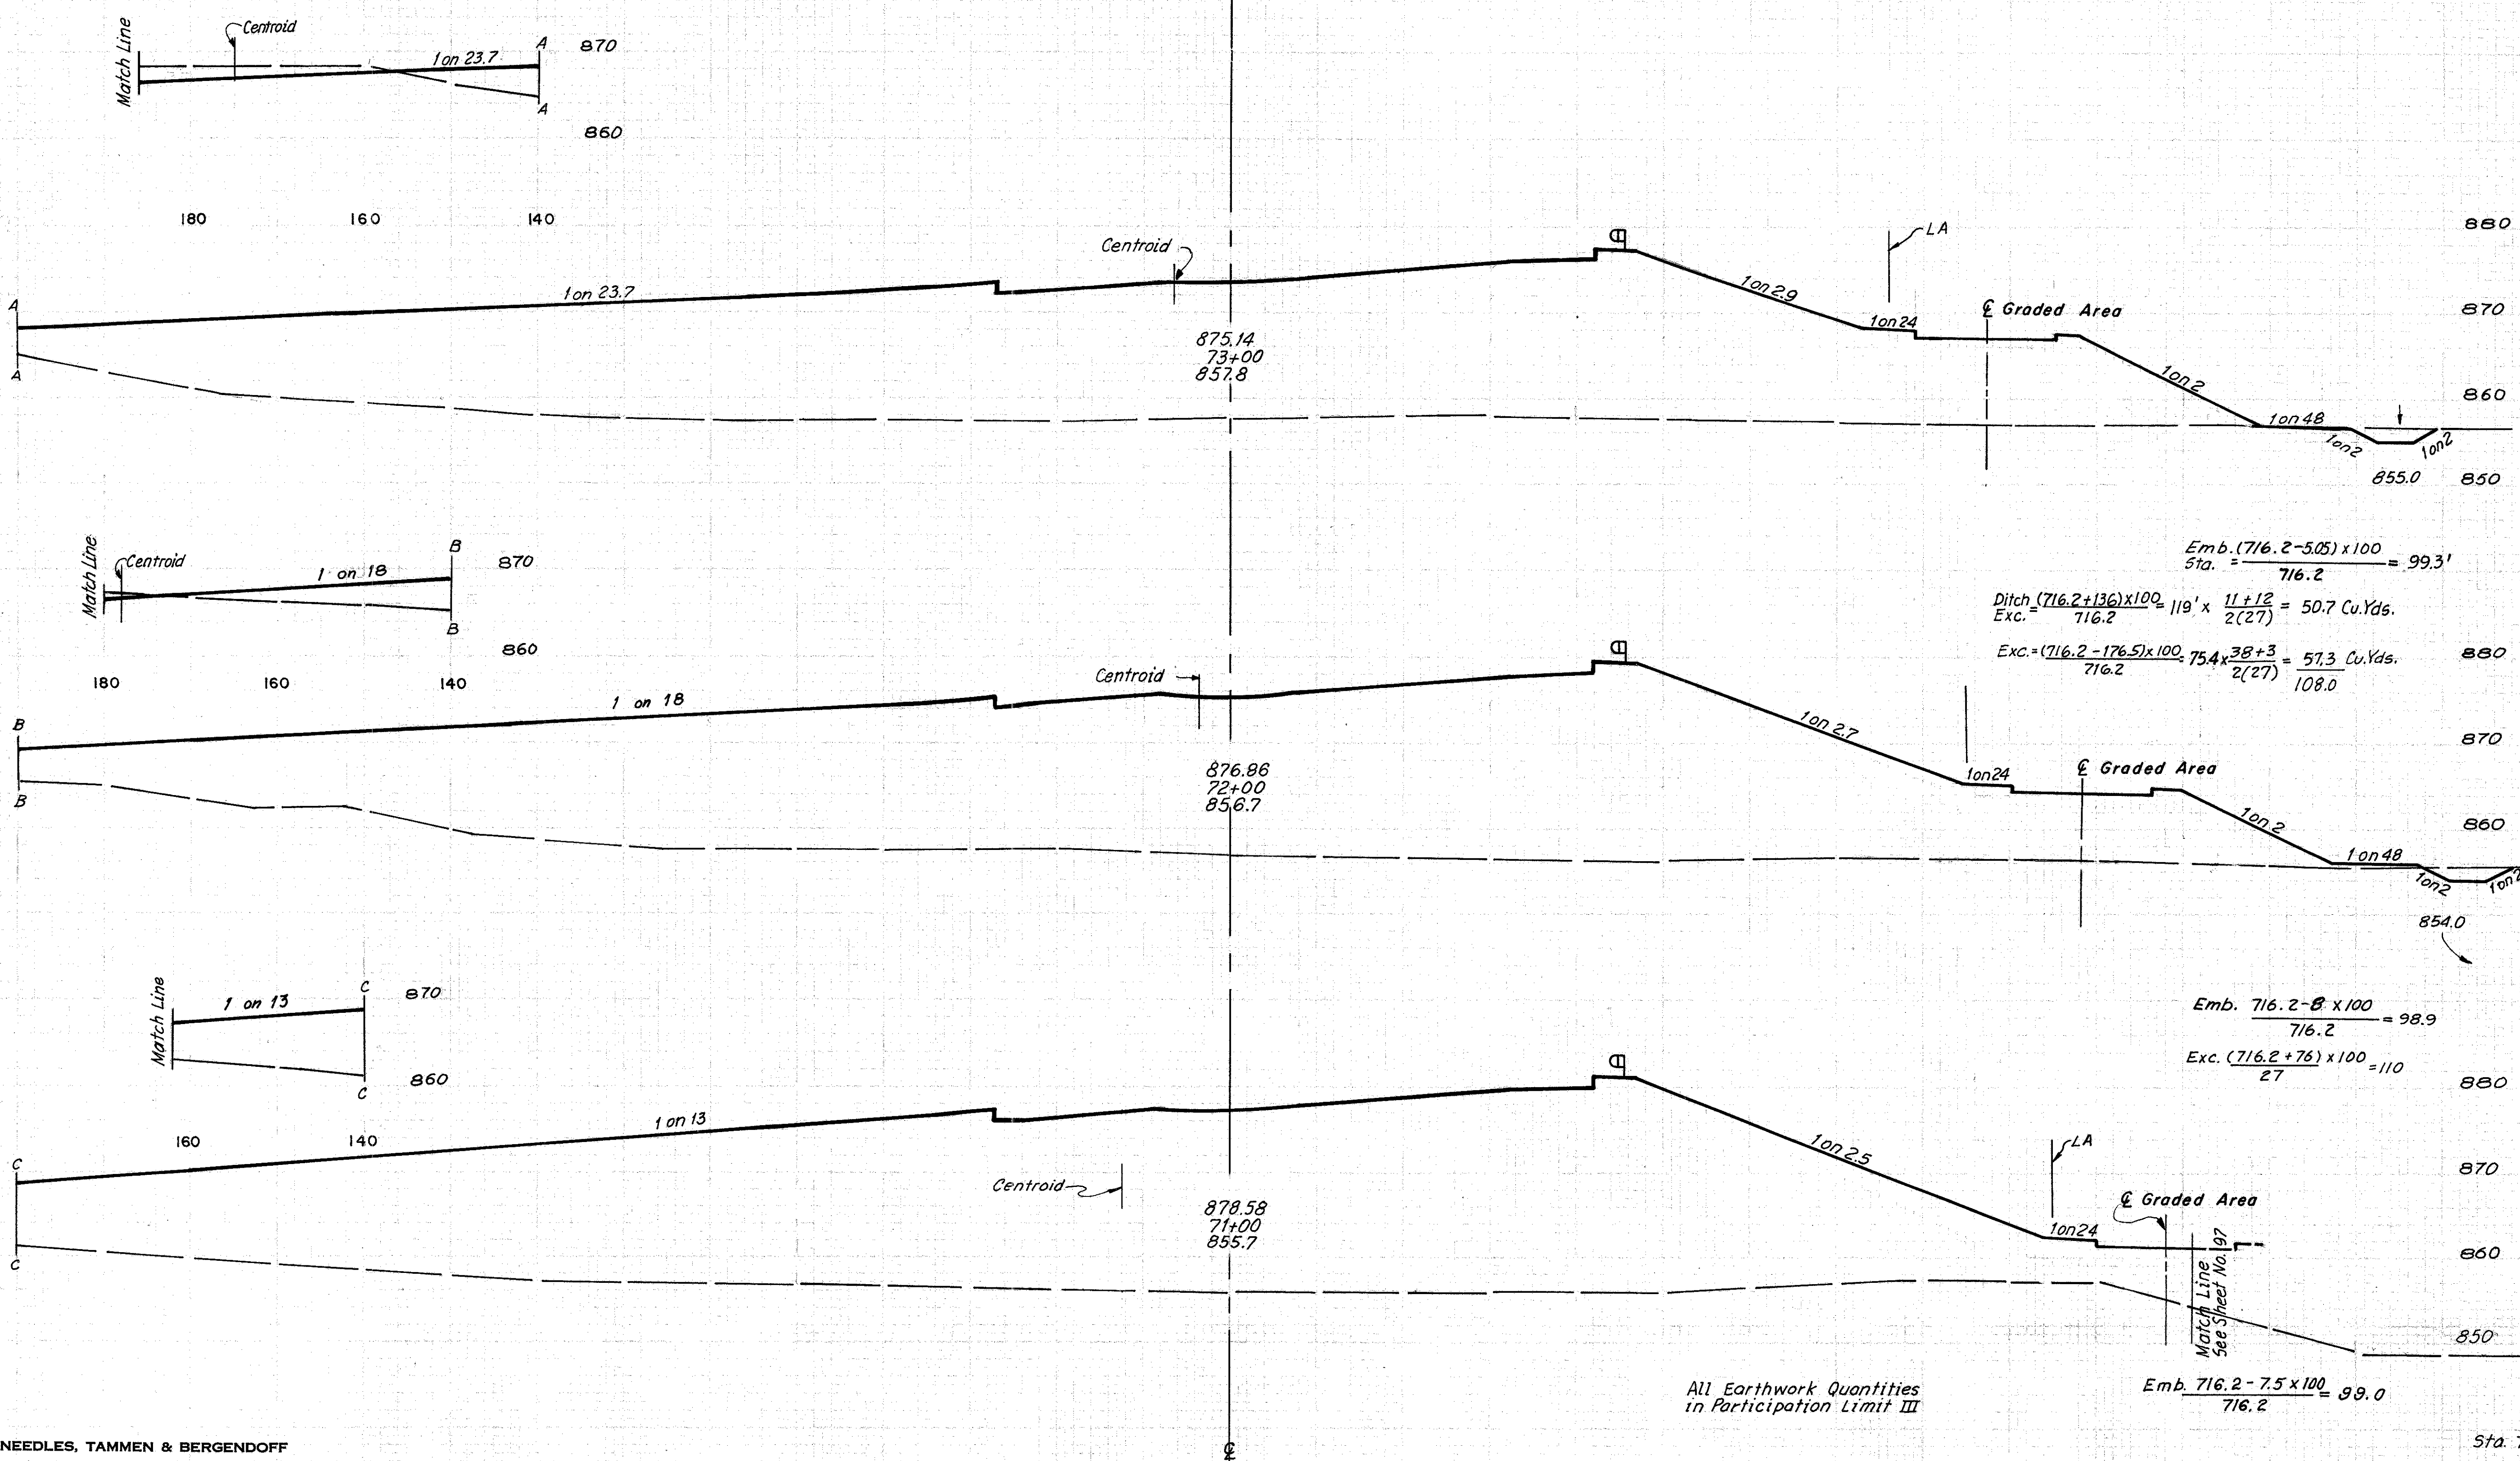 Match Line
Centroid
1 on 23.7
A
870
A
860
180 160 140
880
Centroid
LA
A
1 on 23.7
1 on 2.9
1 on 24
℄ Graded Area
870
A
875.14
73+00
857.8
1 on 2
860
1 on 48
1 on 2
1 on 2
855.0
850
Match Line
Centroid
1 on 18
B
870
B
860
Emb. Sta. = (716.2-5.05) x 100 / 716.2 = 99.3'
Ditch Exc. = (716.2+136) x 100 / 716.2 = 119' x 11+12 / 2(27) = 50.7 Cu.Yds.
Exc. = (716.2-176.5) x 100 / 716.2 = 75.4 x 38+3 / 2(27) = 57.3 Cu.Yds.
108.0
880
180 160 140
Centroid
B
1 on 18
1 on 2.7
870
B
876.86
72+00
856.7
1 on 24
℄ Graded Area
1 on 2
860
1 on 48
1 on 2
1 on 2
854.0
Match Line
1 on 13
C
870
C
860
Emb. 716.2-8 x 100 / 716.2 = 98.9
Exc. (716.2+76) x 100 / 27 = 110
880
160 140
1 on 13
C
Centroid
1 on 2.5
LA
870
C
878.58
71+00
855.7
1 on 24
℄ Graded Area
860
Match Line
See Sheet No. 97
850
All Earthwork Quantities
in Participation Limit III
Emb. 716.2-7.5 x 100 / 716.2 = 99.0
NEEDLES, TAMMEN & BERGENDOFF
℄
Sta. 7